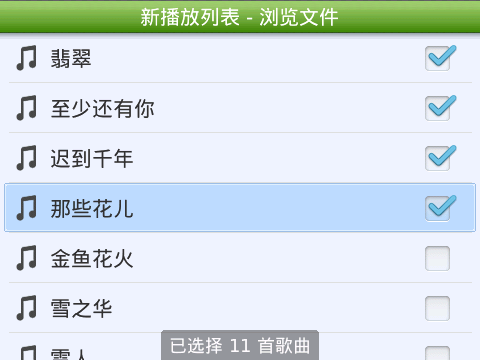 新播放列表 - 浏览文件
翡翠
至少还有你
迟到千年
那些花儿
金鱼花火
雪之华
雪人
已选择 11 首歌曲